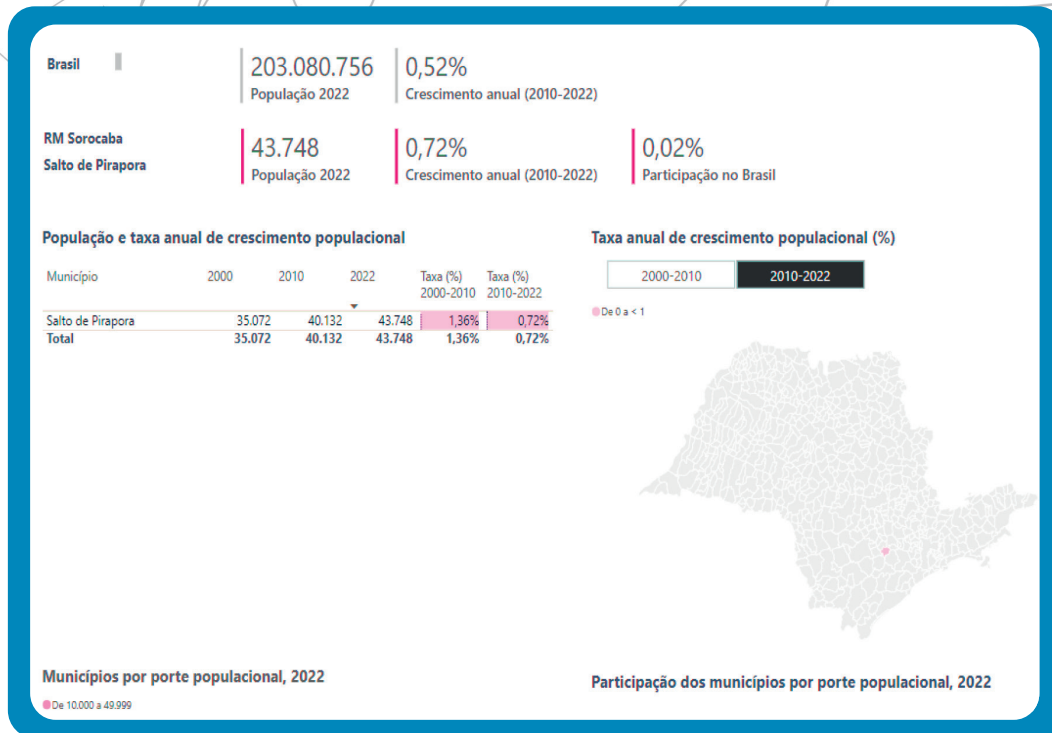 Brasil
203.080.756
População 2022
0,52%
Crescimento anual (2010-2022)
RM Sorocaba
Salto de Pirapora
43.748
População 2022
0,72%
Crescimento anual (2010-2022)
0,02%
Participação no Brasil
População e taxa anual de crescimento populacional
Município 2000 2010 2022 Taxa (%) 2000-2010 Taxa (%) 2010-2022
Salto de Pirapora 35.072 40.132 43.748 1,36% 0,72%
Total 35.072 40.132 43.748 1,36% 0,72%
Taxa anual de crescimento populacional (%)
2000-2010 2010-2022
De 0 a < 1
Municípios por porte populacional, 2022
De 10.000 a 49.999
Participação dos municípios por porte populacional, 2022